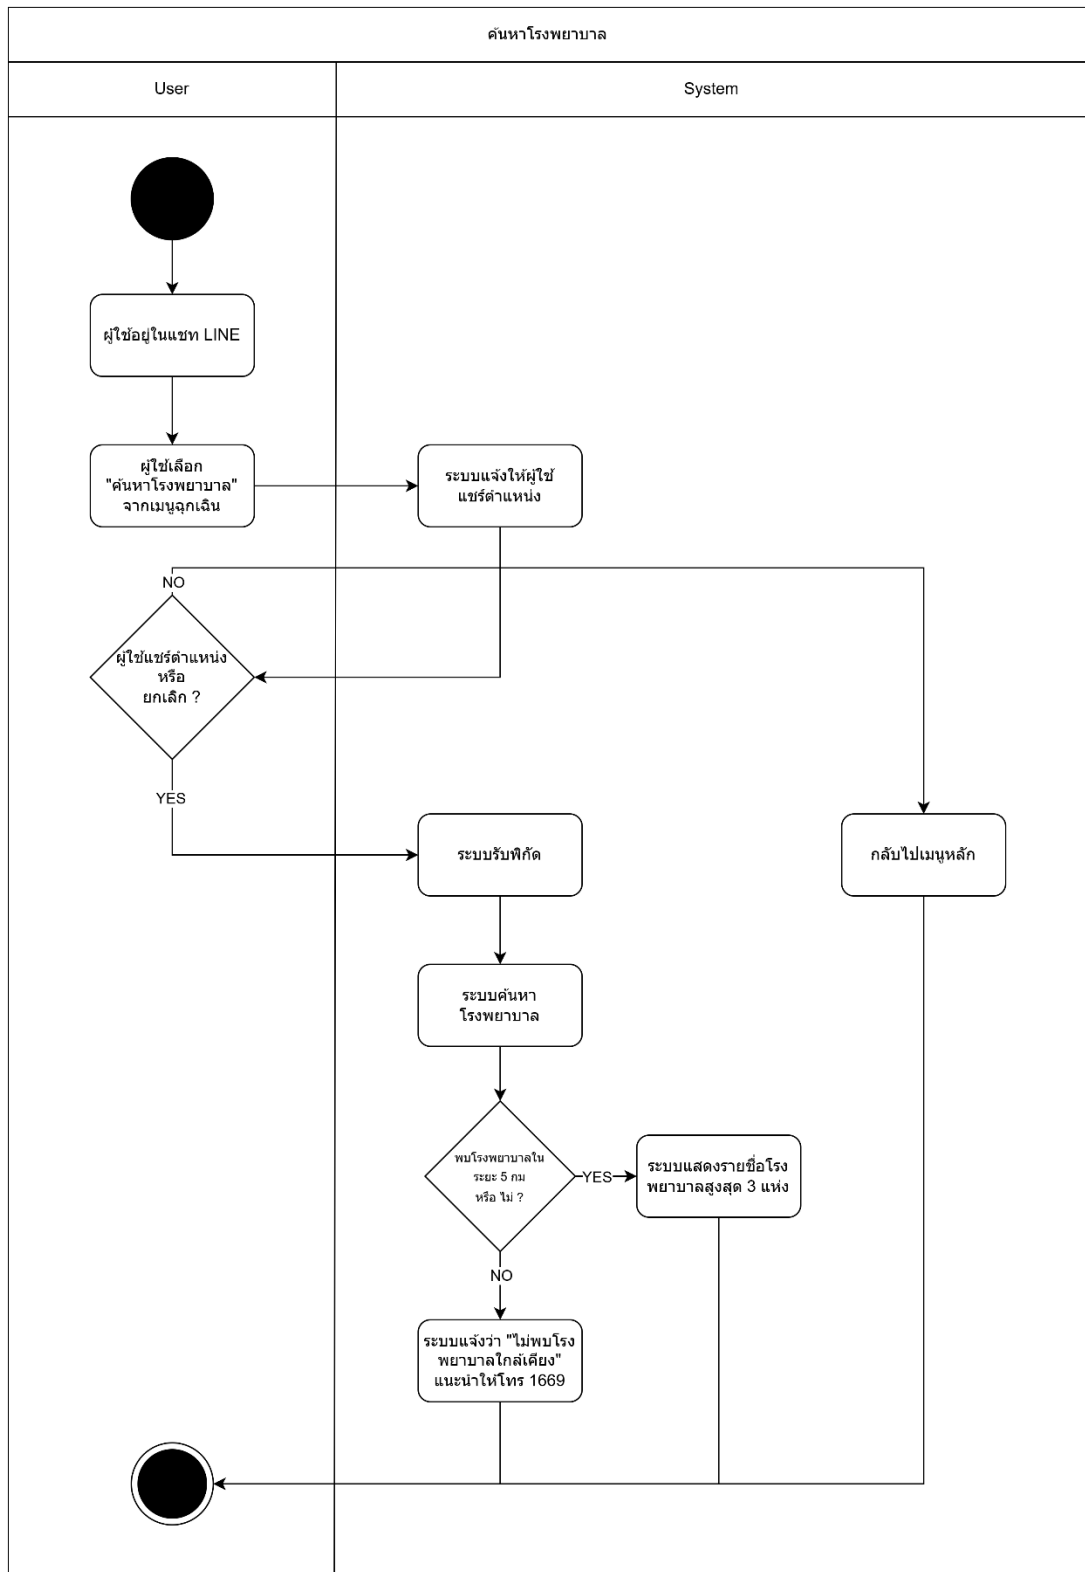 ค้นหาโรงพยาบาล
User
System
ผู้ใช้อยู่ในแชท LINE
ผู้ใช้เลือก
"ค้นหาโรงพยาบาล"
จากเมนูฉุกเฉิน
ระบบแจ้งให้ผู้ใช้
แชร์ตำแหน่ง
NO
ผู้ใช้แชร์ตำแหน่ง
หรือ
ยกเลิก ?
YES
ระบบรับพิกัด
กลับไปเมนูหลัก
ระบบค้นหา
โรงพยาบาล
พบโรงพยาบาลใน
ระยะ 5 กม
หรือ ไม่ ?
YES
ระบบแสดงรายชื่อโรง
พยาบาลสูงสุด 3 แห่ง
NO
ระบบแจ้งว่า "ไม่พบโรง
พยาบาลใกล้เคียง"
แนะนำให้โทร 1669